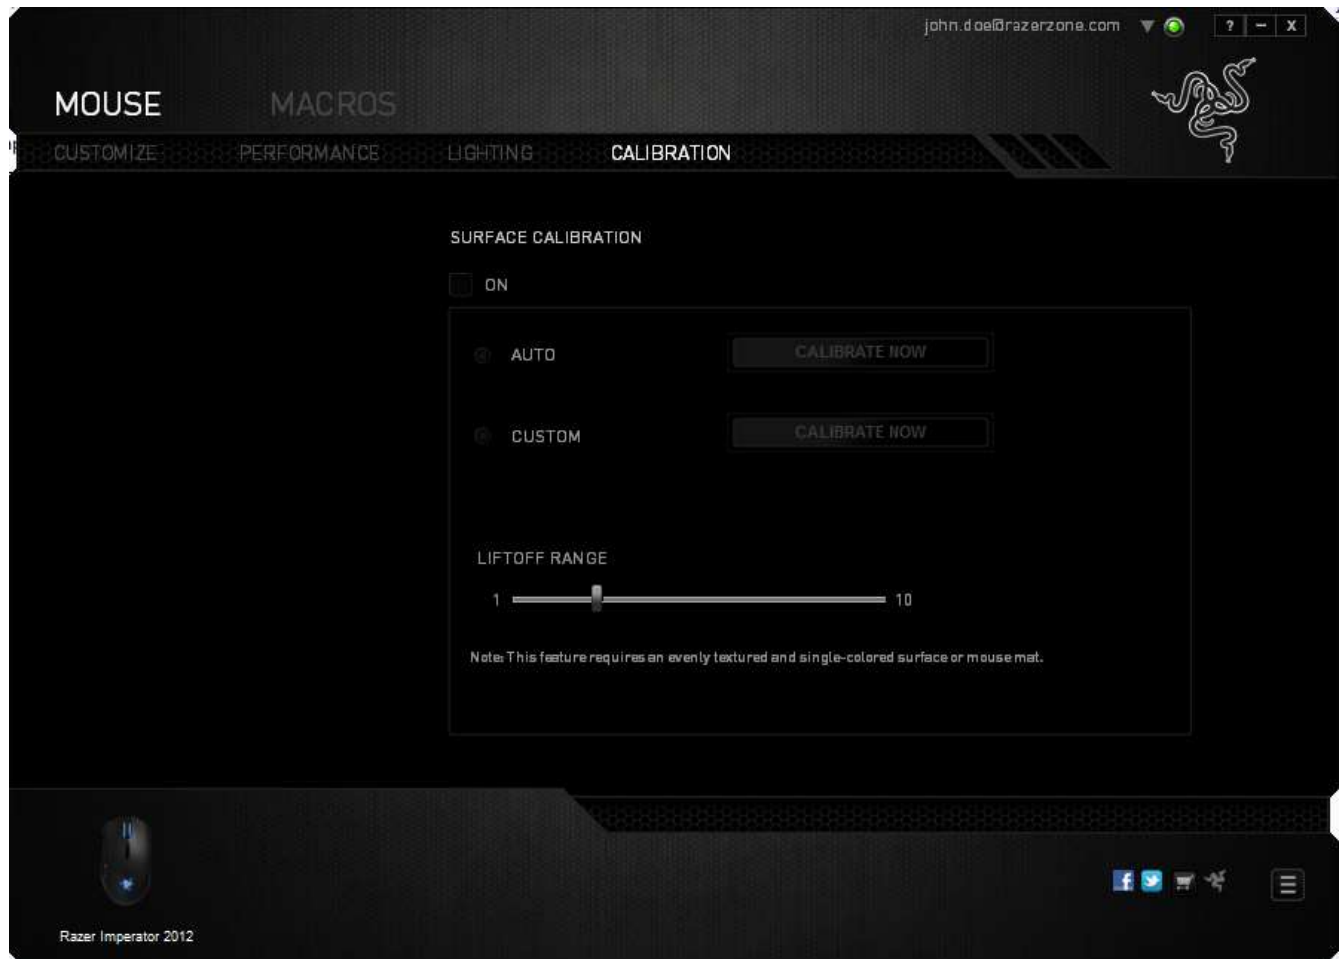 john.doe@razerzone.com
? – X
MOUSE MACROS
CUSTOMIZE PERFORMANCE LIGHTING CALIBRATION
SURFACE CALIBRATION
ON
AUTO CALIBRATE NOW
CUSTOM CALIBRATE NOW
LIFTOFF RANGE
1 10
Note: This feature requires an evenly textured and single-colored surface or mouse mat.
f
Razer Imperator 2012